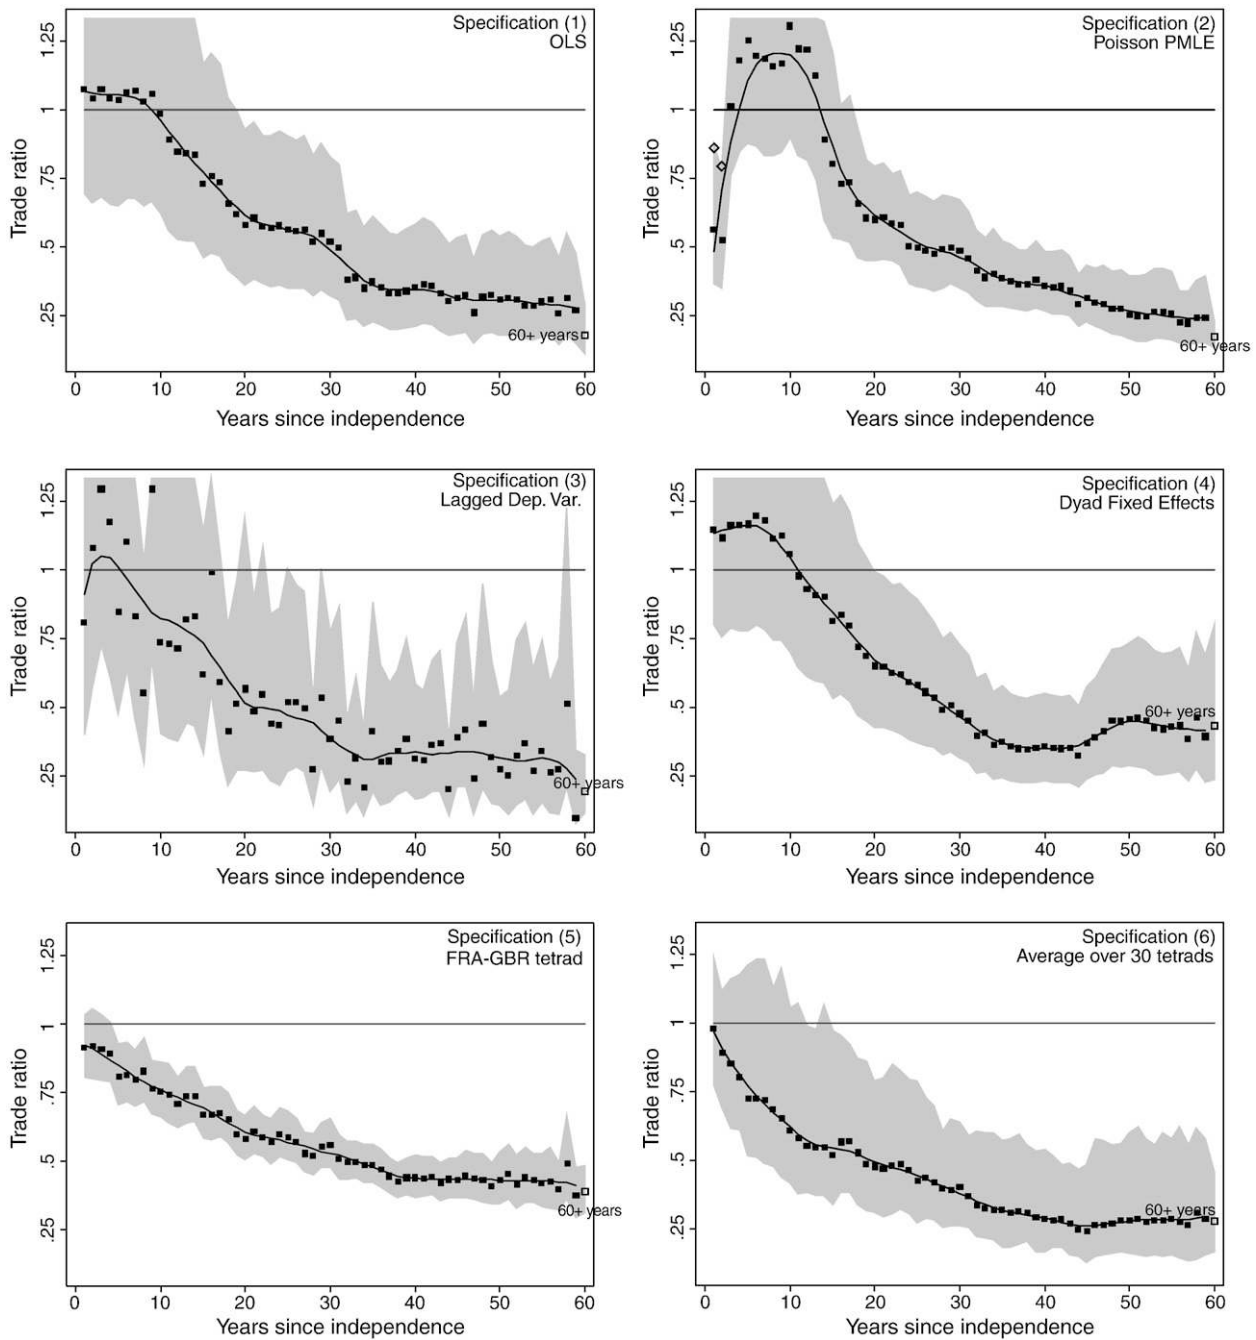 Specification (1)
OLS
1.25
1
.75
.5
.25
Trade ratio
60+ years
0 10 20 30 40 50 60
Years since independence
Specification (2)
Poisson PMLE
1.25
1
.75
.5
.25
Trade ratio
60+ years
0 10 20 30 40 50 60
Years since independence
Specification (3)
Lagged Dep. Var.
1.25
1
.75
.5
.25
Trade ratio
60+ years
0 10 20 30 40 50 60
Years since independence
Specification (4)
Dyad Fixed Effects
1.25
1
.75
.5
.25
Trade ratio
60+ years
0 10 20 30 40 50 60
Years since independence
Specification (5)
FRA-GBR tetrad
1.25
1
.75
.5
.25
Trade ratio
60+ years
0 10 20 30 40 50 60
Years since independence
Specification (6)
Average over 30 tetrads
1.25
1
.75
.5
.25
Trade ratio
60+ years
0 10 20 30 40 50 60
Years since independence